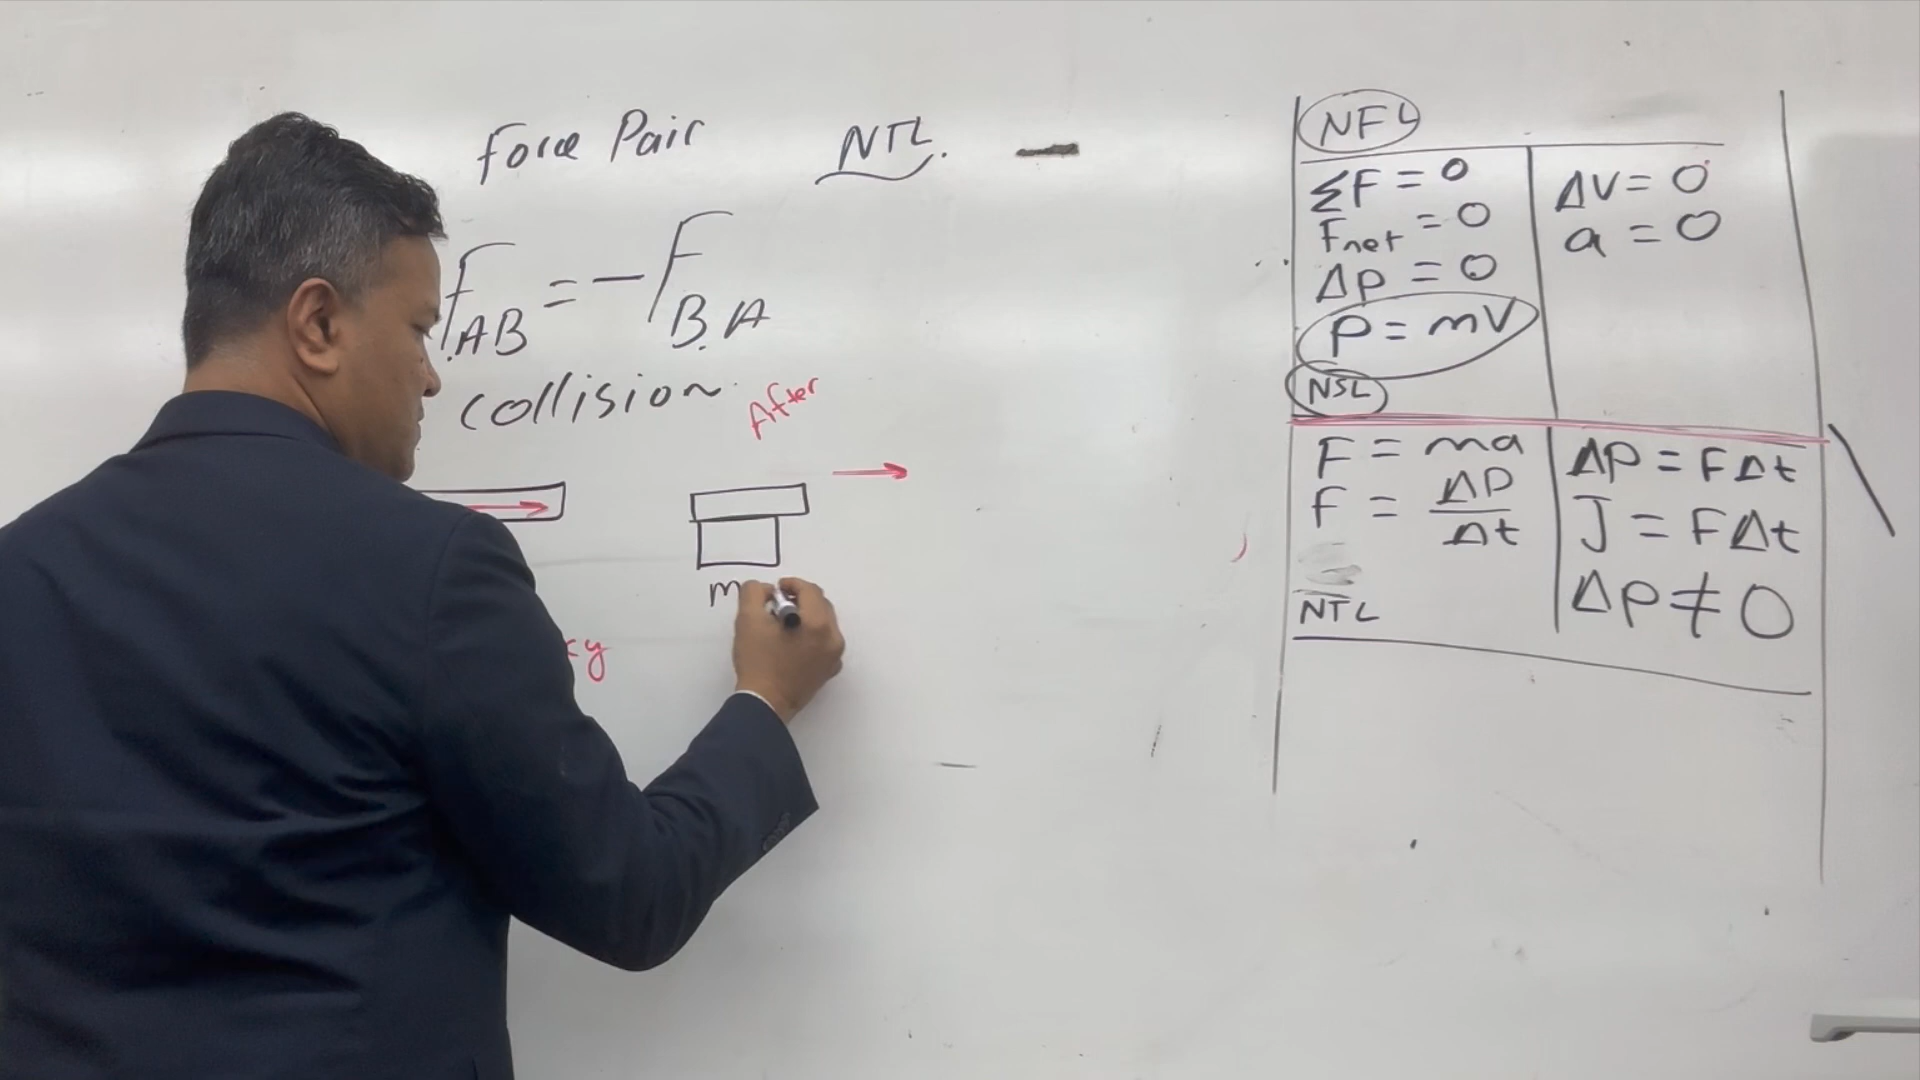 Force Pair
NTL.
F_AB = -F_B.A
Collision.
After
m
NFL
ΣF = 0
Fnet = 0
Δp = 0
P = mV
ΔV = 0
a = 0
NSL
F = ma
F = ΔP/Δt
ΔP = FΔt
J = FΔt
Δp ≠ 0
NTL